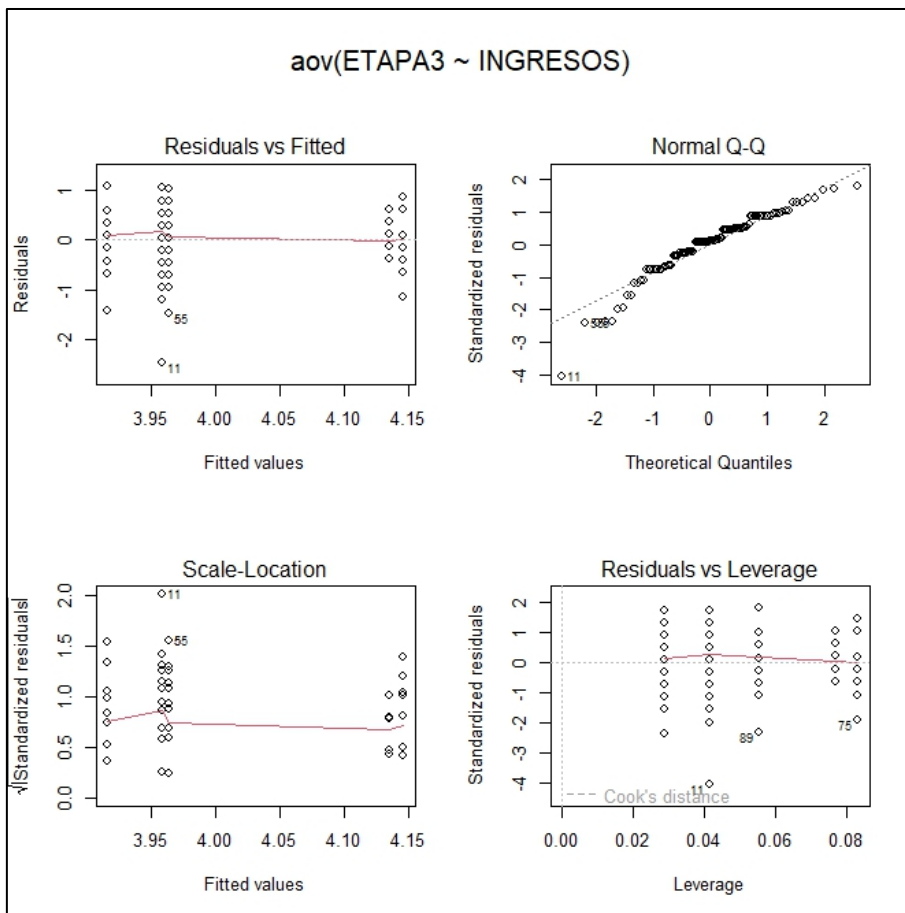 aov(ETAPA3 ~ INGRESOS)
Residuals vs Fitted
Residuals
1
0
-1
-2
55
11
3.95 4.00 4.05 4.10 4.15
Fitted values
Normal Q-Q
Standardized residuals
2
1
0
-1
-2
-3
-4
11
-2 -1 0 1 2
Theoretical Quantiles
Scale-Location
√|Standardized residuals|
2.0
1.5
1.0
0.5
0.0
11
55
3.95 4.00 4.05 4.10 4.15
Fitted values
Residuals vs Leverage
Standardized residuals
2
1
0
-1
-2
-3
-4
89
75
11
Cook's distance
0.00 0.02 0.04 0.06 0.08
Leverage